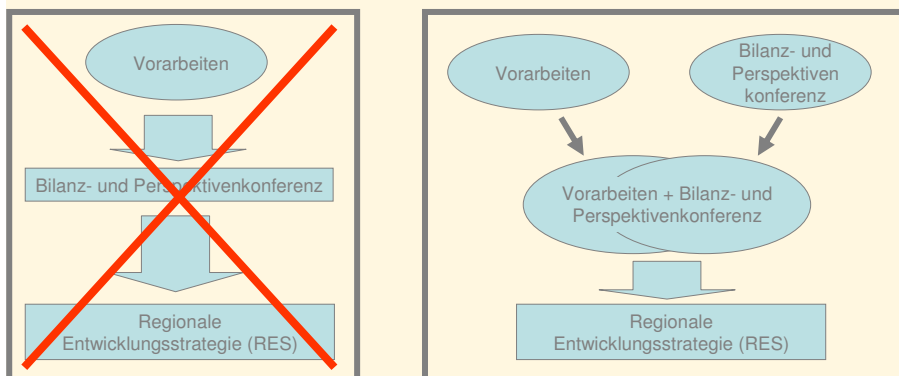 Vorarbeiten
Bilanz- und Perspektivenkonferenz
Regionale
Entwicklungsstrategie (RES)
Vorarbeiten
Bilanz- und
Perspektiven
konferenz
Vorarbeiten + Bilanz- und
Perspektivenkonferenz
Regionale
Entwicklungsstrategie (RES)